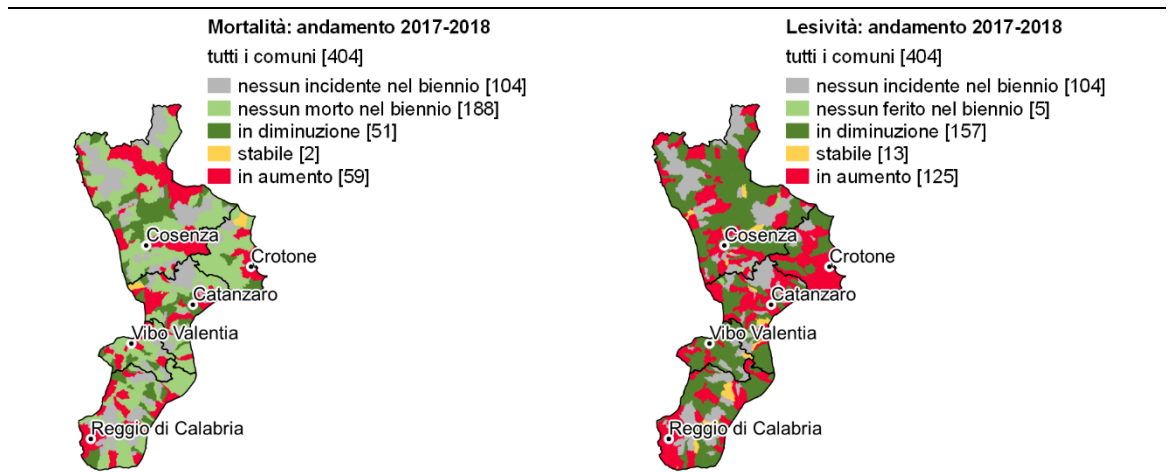 Mortalità: andamento 2017-2018
tutti i comuni [404]
nessun incidente nel biennio [104]
nessun morto nel biennio [188]
in diminuzione [51]
stabile [2]
in aumento [59]
Cosenza
Crotone
Catanzaro
Vibo Valentia
Reggio di Calabria
Lesività: andamento 2017-2018
tutti i comuni [404]
nessun incidente nel biennio [104]
nessun ferito nel biennio [5]
in diminuzione [157]
stabile [13]
in aumento [125]
Cosenza
Crotone
Catanzaro
Vibo Valentia
Reggio di Calabria